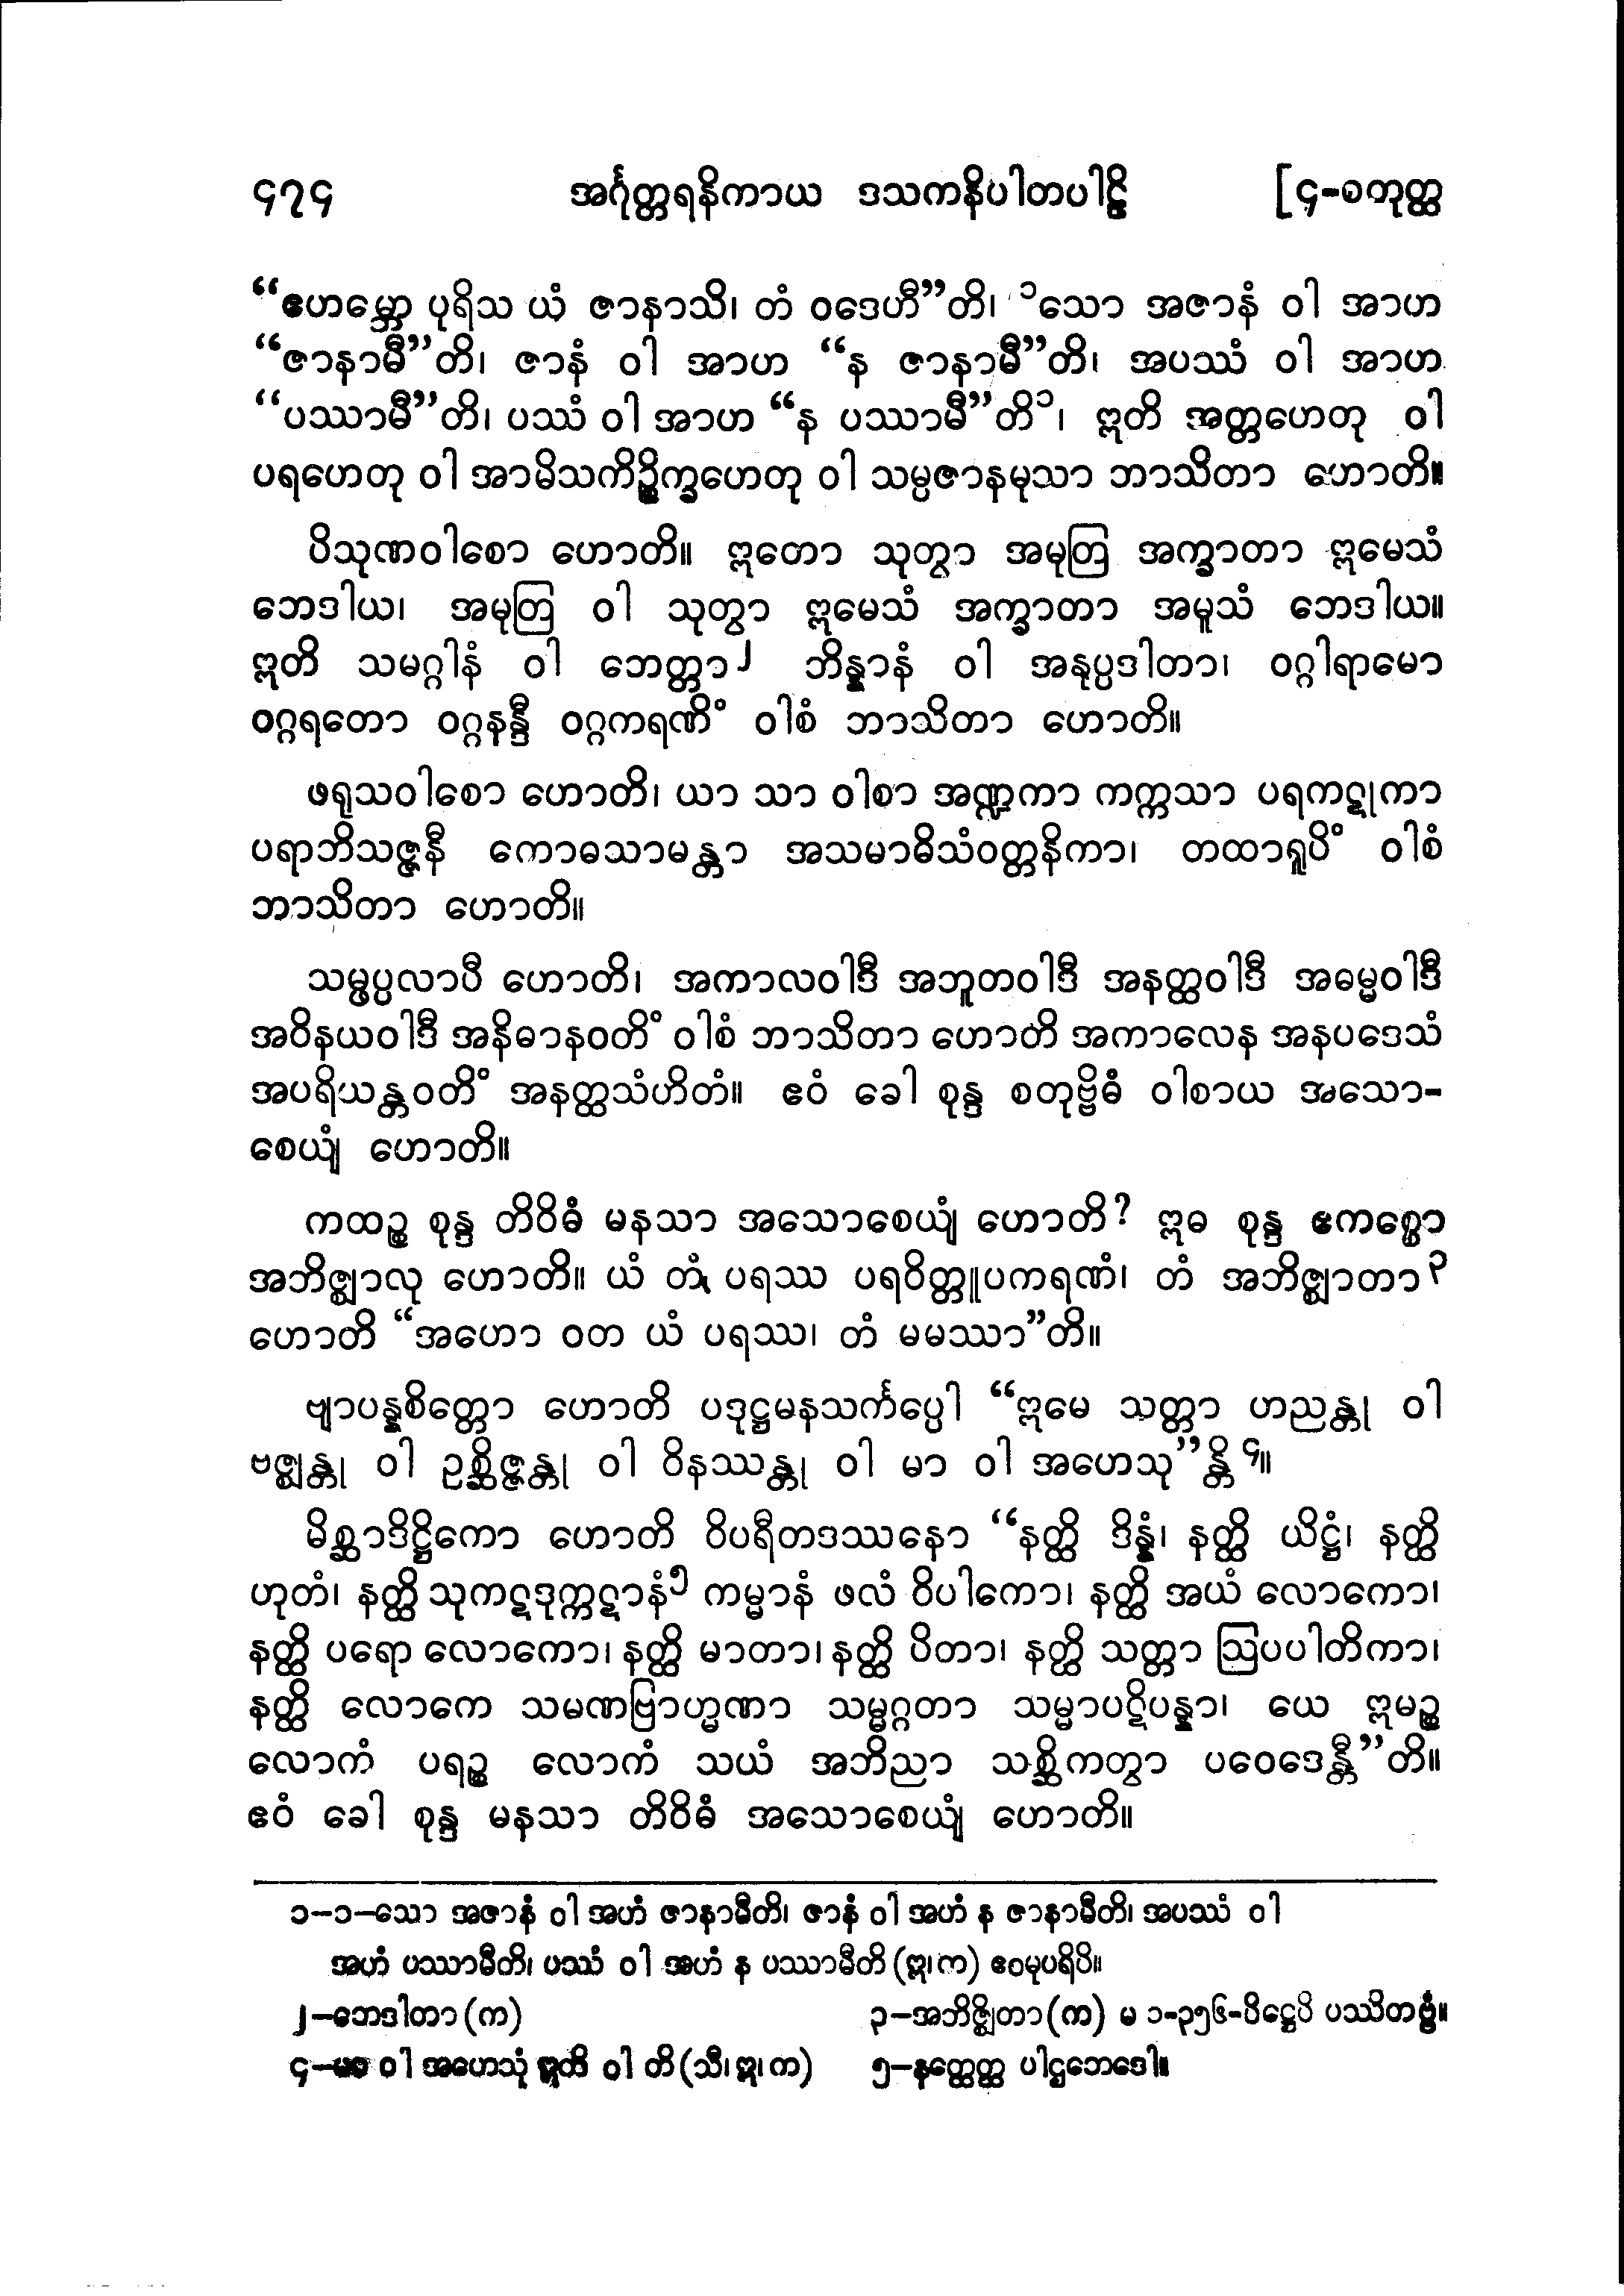 ၄၇၄ အင်္ဂုတ္တရနိကာယ ဒသကနိပါတပါဠိ [၄-စတုတ္ထ
“ဧဟမ္ဘော ပုရိသ ယံ ဇာနာသိ၊ တံ ဝဒေဟီ”တိ၊ ၁သော အဇာနံ ဝါ အာဟ
“ဇာနာမီ”တိ၊ ဇာနံ ဝါ အာဟ “န ဇာနာမီ”တိ၊ အပဿံ ဝါ အာဟ
“ပဿာမီ”တိ၊ ပဿံ ဝါ အာဟ “န ပဿာမီ”တိ၁၊ ဣတိ အတ္တဟေတု ဝါ
ပရဟေတု ဝါ အာမိသကိဉ္စိက္ခဟေတု ဝါ သမ္ပဇာနမုသာ ဘာသိတာ ဟောတိ။
ပိသုဏဝါစော ဟောတိ။ ဣတော သုတွာ အမုတြ အက္ခာတာ ဣမေသံ
ဘေဒါယ၊ အမုတြ ဝါ သုတွာ ဣမေသံ အက္ခာတာ အမူသံ ဘေဒါယ။
ဣတိ သမဂ္ဂါနံ ဝါ ဘေတ္တာ၂ ဘိန္နာနံ ဝါ အနုပ္ပဒါတာ၊ ဝဂ္ဂါရာမော
ဝဂ္ဂရတော ဝဂ္ဂနန္ဒီ ဝဂ္ဂကရဏိံ ဝါစံ ဘာသိတာ ဟောတိ။
ဖရုသဝါစော ဟောတိ၊ ယာ သာ ဝါစာ အဏ္ဍကာ ကက္ကသာ ပရကဋုကာ
ပရာဘိသဇ္ဇနီ ကောဓသာမန္တာ အသမာဓိသံဝတ္တနိကာ၊ တထာရူပိံ ဝါစံ
ဘာသိတာ ဟောတိ။
သမ္ဖပ္ပလာပီ ဟောတိ၊ အကာလဝါဒီ အဘူတဝါဒီ အနတ္ထဝါဒီ အဓမ္မဝါဒီ
အဝိနယဝါဒီ အနိဓာနဝတိံ ဝါစံ ဘာသိတာ ဟောတိ အကာလေန အနပဒေသံ
အပရိယန္တဝတိံ အနတ္ထသံဟိတံ။ ဧဝံ ခေါ စုန္ဒ စတုဗ္ဗိဓံ ဝါစာယ အသော-
စေယျံ ဟောတိ။
ကထဉ္စ စုန္ဒ တိဝိဓံ မနသာ အသောစေယျံ ဟောတိ? ဣဓ စုန္ဒ ဧကစ္စော
အဘိဇ္ဈာလု ဟောတိ။ ယံ တံ ပရဿ ပရဝိတ္တူပကရဏံ၊ တံ အဘိဇ္ဈာတာ၃
ဟောတိ “အဟော ဝတ ယံ ပရဿ၊ တံ မမဿာ”တိ။
ဗျာပန္နစိတ္တော ဟောတိ ပဒုဋ္ဌမနသင်္ကပ္ပေါ “ဣမေ သတ္တာ ဟညန္တု ဝါ
ဗဇ္ဈန္တု ဝါ ဥစ္ဆိဇ္ဇန္တု ဝါ ဝိနဿန္တု ဝါ မာ ဝါ အဟေသု”န္တိ၄။
မိစ္ဆာဒိဋ္ဌိကော ဟောတိ ဝိပရီတဒဿနော “နတ္ထိ ဒိန္နံ၊ နတ္ထိ ယိဋ္ဌံ၊ နတ္ထိ
ဟုတံ၊ နတ္ထိ သုကဋဒုက္ကဋာနံ၅ ကမ္မာနံ ဖလံ ဝိပါကော၊ နတ္ထိ အယံ လောကော၊
နတ္ထိ ပရော လောကော၊ နတ္ထိ မာတာ၊ နတ္ထိ ပိတာ၊ နတ္ထိ သတ္တာ ဩပပါတိကာ၊
နတ္ထိ လောကေ သမဏဗြာဟ္မဏာ သမ္မဂ္ဂတာ သမ္မာပဋိပန္နာ၊ ယေ ဣမဉ္စ
လောကံ ပရဉ္စ လောကံ သယံ အဘိညာ သစ္ဆိကတွာ ပဝေဒေန္တီ”တိ။
ဧဝံ ခေါ စုန္ဒ မနသာ တိဝိဓံ အသောစေယျံ ဟောတိ။
၁-၁-သော အဇာနံ ဝါ အဟံ ဇာနာမီတိ၊ ဇာနံ ဝါ အဟံ န ဇာနာမီတိ၊ အပဿံ ဝါ
အဟံ ပဿာမီတိ၊ ပဿံ ဝါ အဟံ န ပဿာမီတိ (ဣ၊က) ဧဝမုပရိပိ။
၂-ဘေဒါတာ (က) ၃-အဘိဇ္ဈိတာ (က) မ ၁-၃၅၆-ပိဋ္ဌေပိ ပဿိတဗ္ဗံ။
၄-မာ ဝါ အဟေသုံ ဣတိ ဝါ တိ (သီ၊ ဣ၊ က) ၅-နတ္ထေတ္ထ ပါဌဘေဒေါ။